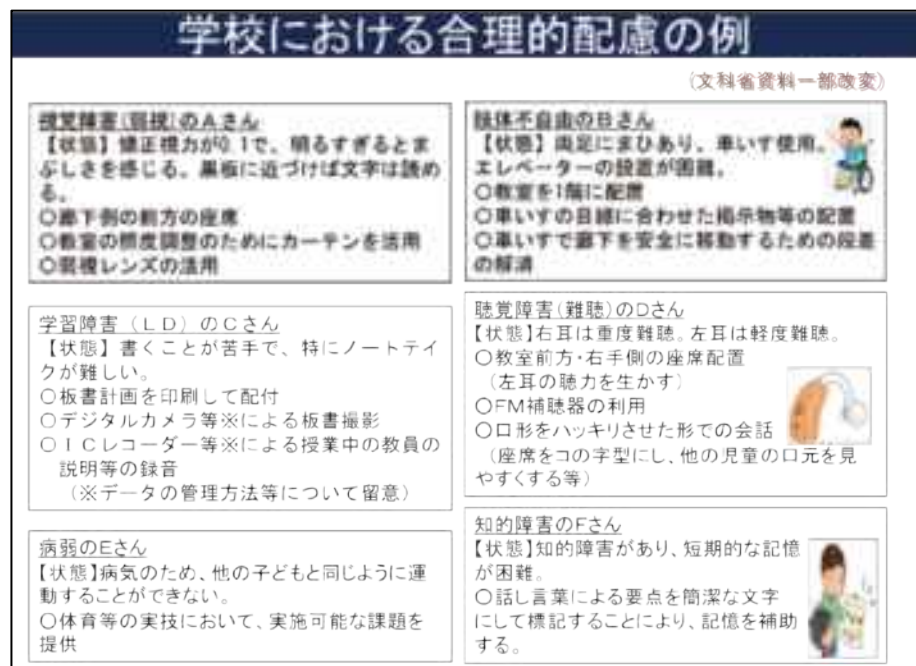 学校における合理的配慮の例
(文科省資料一部改変)
視覚障害(弱視)のAさん
【状態】矯正視力が0.1で、明るすぎるとま
ぶしさを感じる。黒板に近づけば文字は読め
る。
○廊下側の前方の座席
○教室の照度調整のためにカーテンを活用
○弱視レンズの活用
肢体不自由のBさん
【状態】両足にまひあり、車いす使用。
エレベーターの設置が困難。
○教室を1階に配置
○車いすの目線に合わせた掲示物等の配置
○車いすで廊下を安全に移動するための段差
の解消
学習障害(LD)のCさん
【状態】書くことが苦手で、特にノートテイ
クが難しい。
○板書計画を印刷して配付
○デジタルカメラ等※による板書撮影
○ICレコーダー等※による授業中の教員の
説明等の録音
(※データの管理方法等について留意)
聴覚障害(難聴)のDさん
【状態】右耳は重度難聴。左耳は軽度難聴。
○教室前方・右手側の座席配置
(左耳の聴力を生かす)
○FM補聴器の利用
○口形をハッキリさせた形での会話
(座席をコの字型にし、他の児童の口元を見
やすくする等)
病弱のEさん
【状態】病気のため、他の子どもと同じように運
動することができない。
○体育等の実技において、実施可能な課題を
提供
知的障害のFさん
【状態】知的障害があり、短期的な記憶
が困難。
○話し言葉による要点を簡潔な文字
にして標記することにより、記憶を補助
する。